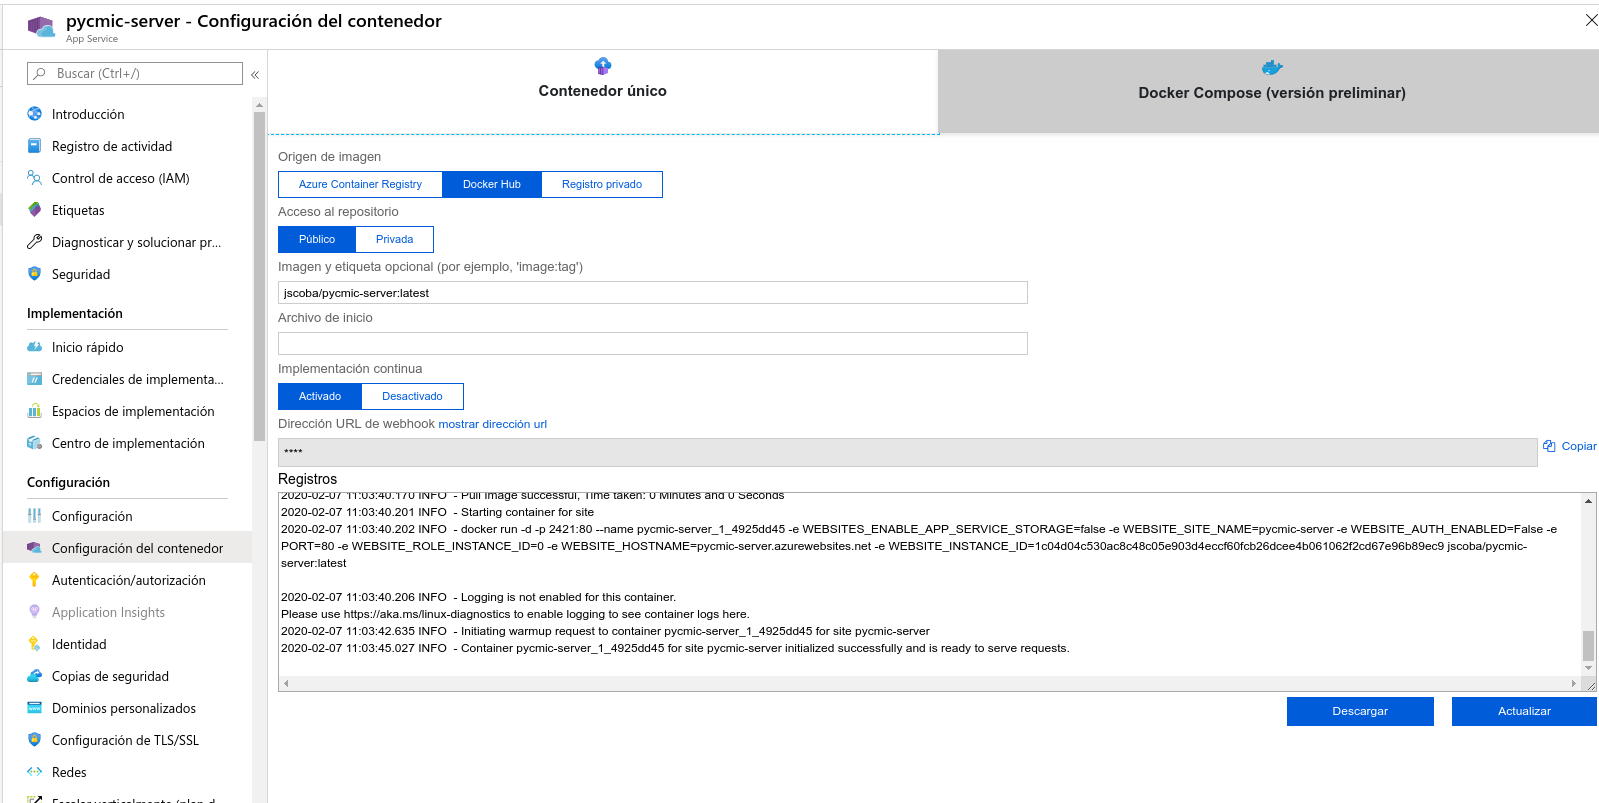 pycmic-server - Configuración del contenedor
App Service
Buscar (Ctrl+/)
«
Introducción
Registro de actividad
Control de acceso (IAM)
Etiquetas
Diagnosticar y solucionar pr...
Seguridad
Implementación
Inicio rápido
Credenciales de implementa...
Espacios de implementación
Centro de implementación
Configuración
Configuración
Configuración del contenedor
Autenticación/autorización
Application Insights
Identidad
Copias de seguridad
Dominios personalizados
Configuración de TLS/SSL
Redes
Escalar verticalmente (plan d
Contenedor único
Docker Compose (versión preliminar)
Origen de imagen
Azure Container Registry
Docker Hub
Registro privado
Acceso al repositorio
Público
Privada
Imagen y etiqueta opcional (por ejemplo, 'image:tag')
jscoba/pycmic-server:latest
Archivo de inicio
Implementación continua
Activado
Desactivado
Dirección URL de webhook mostrar dirección url
****
Copiar
Registros
2020-02-07 11:03:40.170 INFO - Pull Image successful, Time taken: 0 Minutes and 0 Seconds
2020-02-07 11:03:40.201 INFO - Starting container for site
2020-02-07 11:03:40.202 INFO - docker run -d -p 2421:80 --name pycmic-server_1_4925dd45 -e WEBSITES_ENABLE_APP_SERVICE_STORAGE=false -e WEBSITE_SITE_NAME=pycmic-server -e WEBSITE_AUTH_ENABLED=False -e
PORT=80 -e WEBSITE_ROLE_INSTANCE_ID=0 -e WEBSITE_HOSTNAME=pycmic-server.azurewebsites.net -e WEBSITE_INSTANCE_ID=1c04d04c530ac8c48c05e903d4eccf60fcb26dcee4b061062f2cd67e96b89ec9 jscoba/pycmic-
server:latest
2020-02-07 11:03:40.206 INFO - Logging is not enabled for this container.
Please use https://aka.ms/linux-diagnostics to enable logging to see container logs here.
2020-02-07 11:03:42.635 INFO - Initiating warmup request to container pycmic-server_1_4925dd45 for site pycmic-server
2020-02-07 11:03:45.027 INFO - Container pycmic-server_1_4925dd45 for site pycmic-server initialized successfully and is ready to serve requests.
Descargar
Actualizar